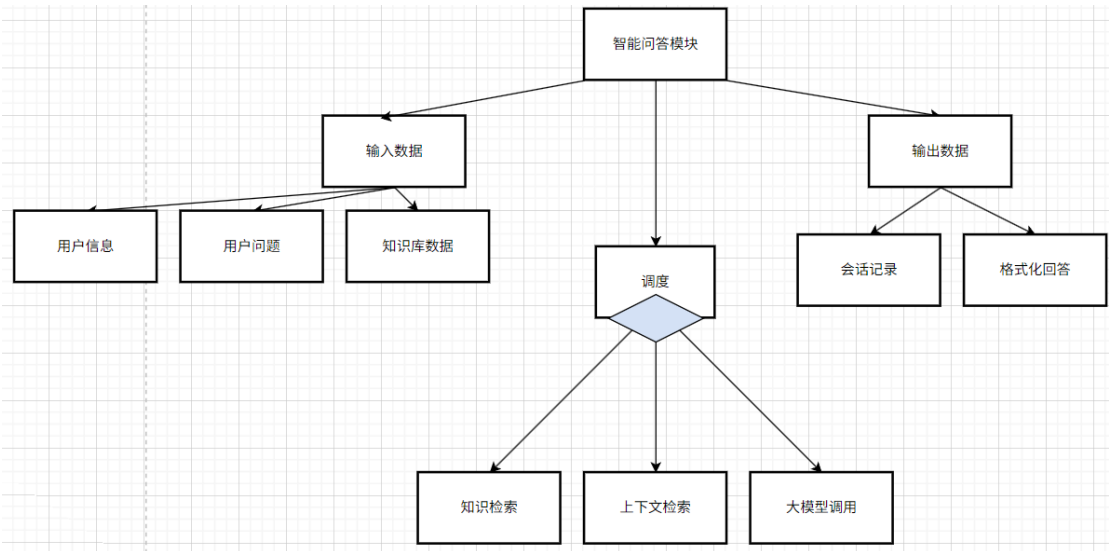 智能问答模块
输入数据
输出数据
用户信息
用户问题
知识库数据
调度
会话记录
格式化回答
知识检索
上下文检索
大模型调用